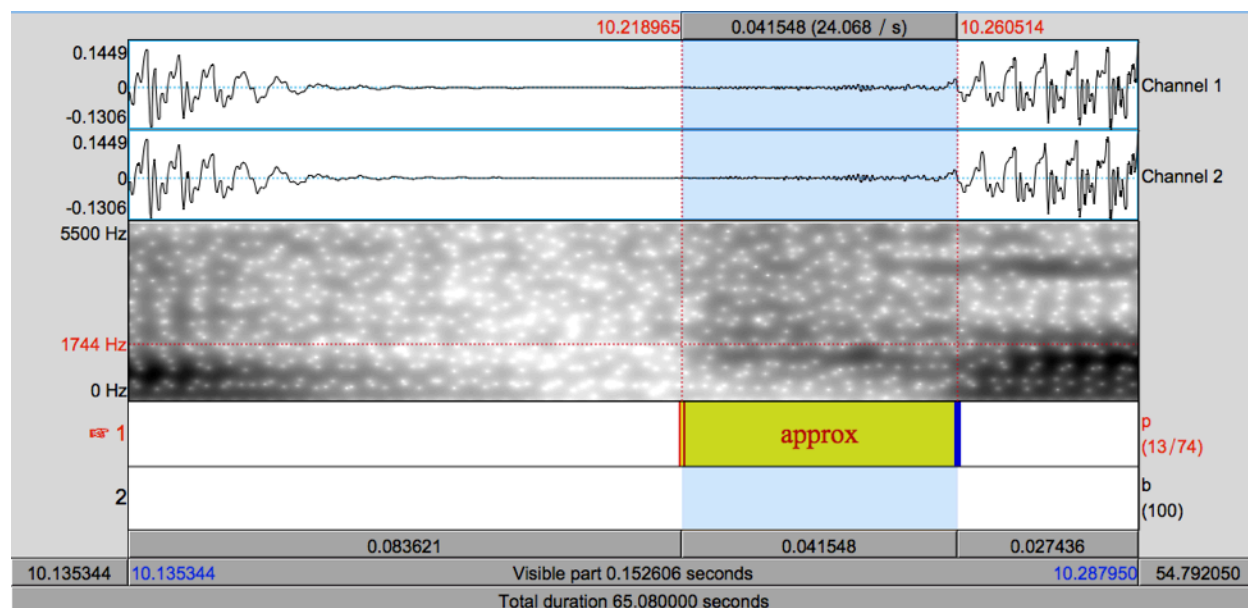 10.218965 0.041548 (24.068 / s) 10.260514
0.1449
0
-0.1306
Channel 1
0.1449
0
-0.1306
Channel 2
5500 Hz
1744 Hz
0 Hz
☞ 1 approx p
(13/74)
2 b
(100)
0.083621 0.041548 0.027436
10.135344 10.135344 Visible part 0.152606 seconds 10.287950 54.792050
Total duration 65.080000 seconds